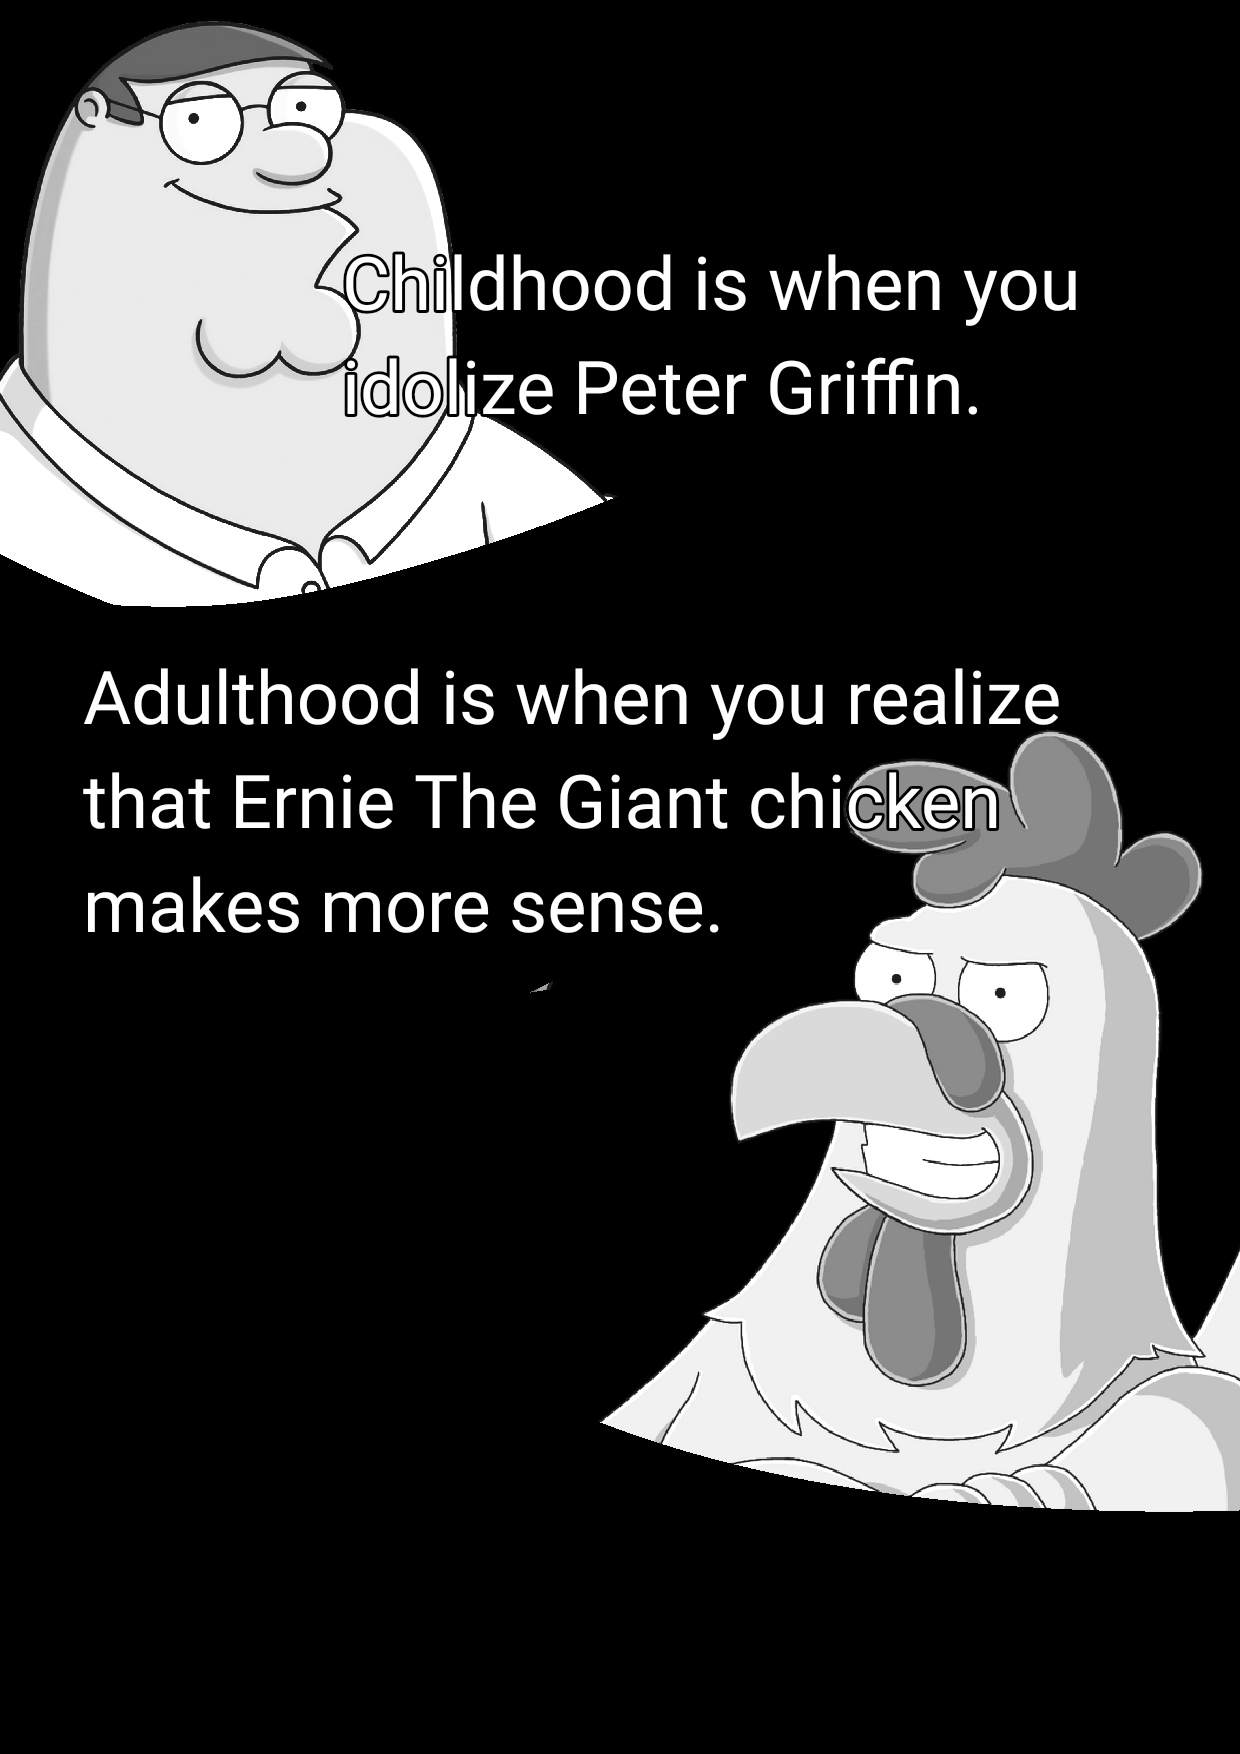 Childhood is when you
idolize Peter Griffin.
Adulthood is when you realize
that Ernie The Giant chicken
makes more sense.